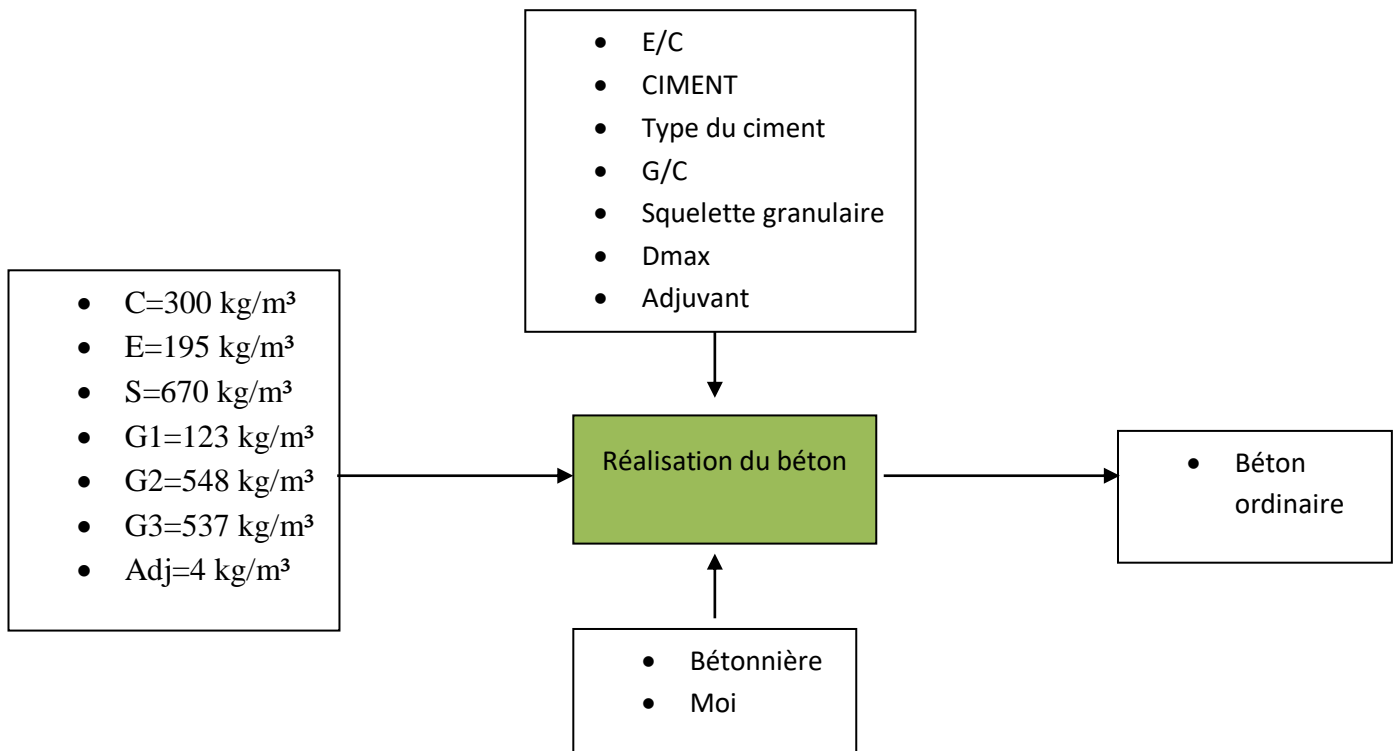 • E/C
• CIMENT
• Type du ciment
• G/C
• Squelette granulaire
• Dmax
• Adjuvant
• C=300 kg/m³
• E=195 kg/m³
• S=670 kg/m³
• G1=123 kg/m³
• G2=548 kg/m³
• G3=537 kg/m³
• Adj=4 kg/m³
Réalisation du béton
• Béton
ordinaire
• Bétonnière
• Moi